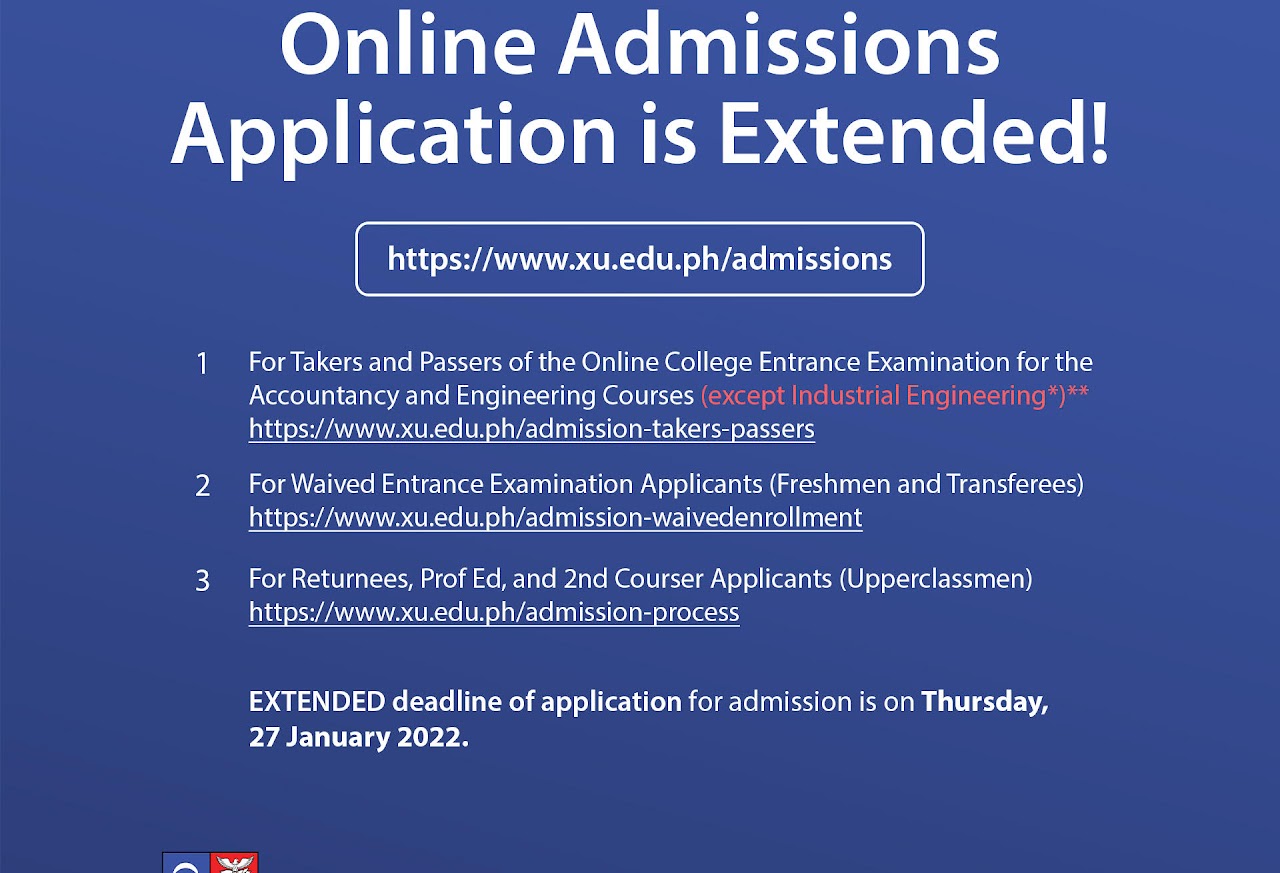 Online Admissions
Application is Extended!
https://www.xu.edu.ph/admissions
1 For Takers and Passers of the Online College Entrance Examination for the
Accountancy and Engineering Courses (except Industrial Engineering*)**
https://www.xu.edu.ph/admission-takers-passers
2 For Waived Entrance Examination Applicants (Freshmen and Transferees)
https://www.xu.edu.ph/admission-waivedenrollment
3 For Returnees, Prof Ed, and 2nd Courser Applicants (Upperclassmen)
https://www.xu.edu.ph/admission-process
EXTENDED deadline of application for admission is on Thursday,
27 January 2022.